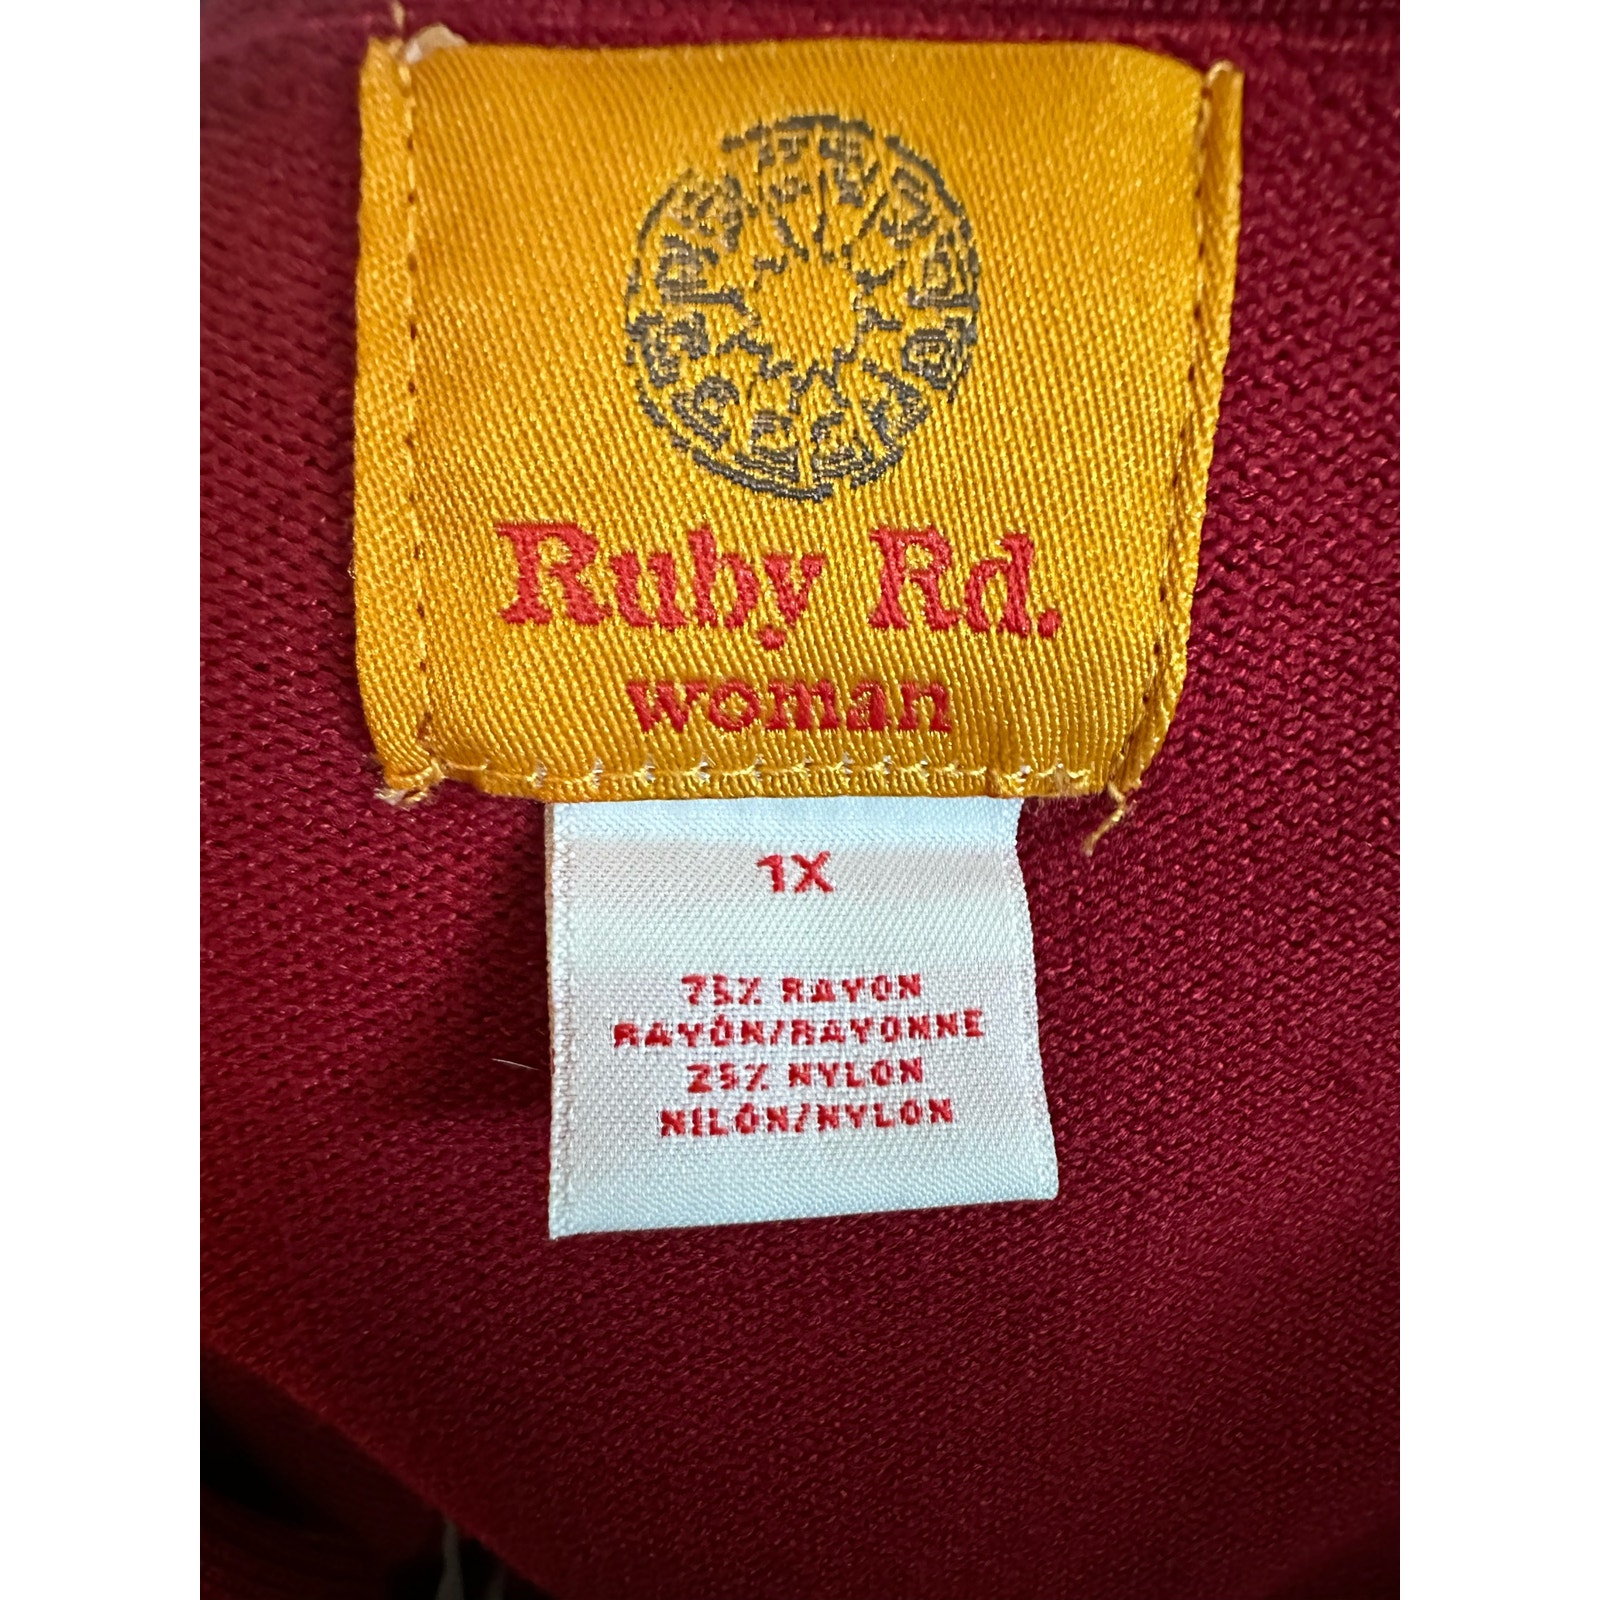 Ruby Rd.
woman
1X
75% RAYON
RAYÓN/RAYONNE
25% NYLON
NILÓN/NYLON